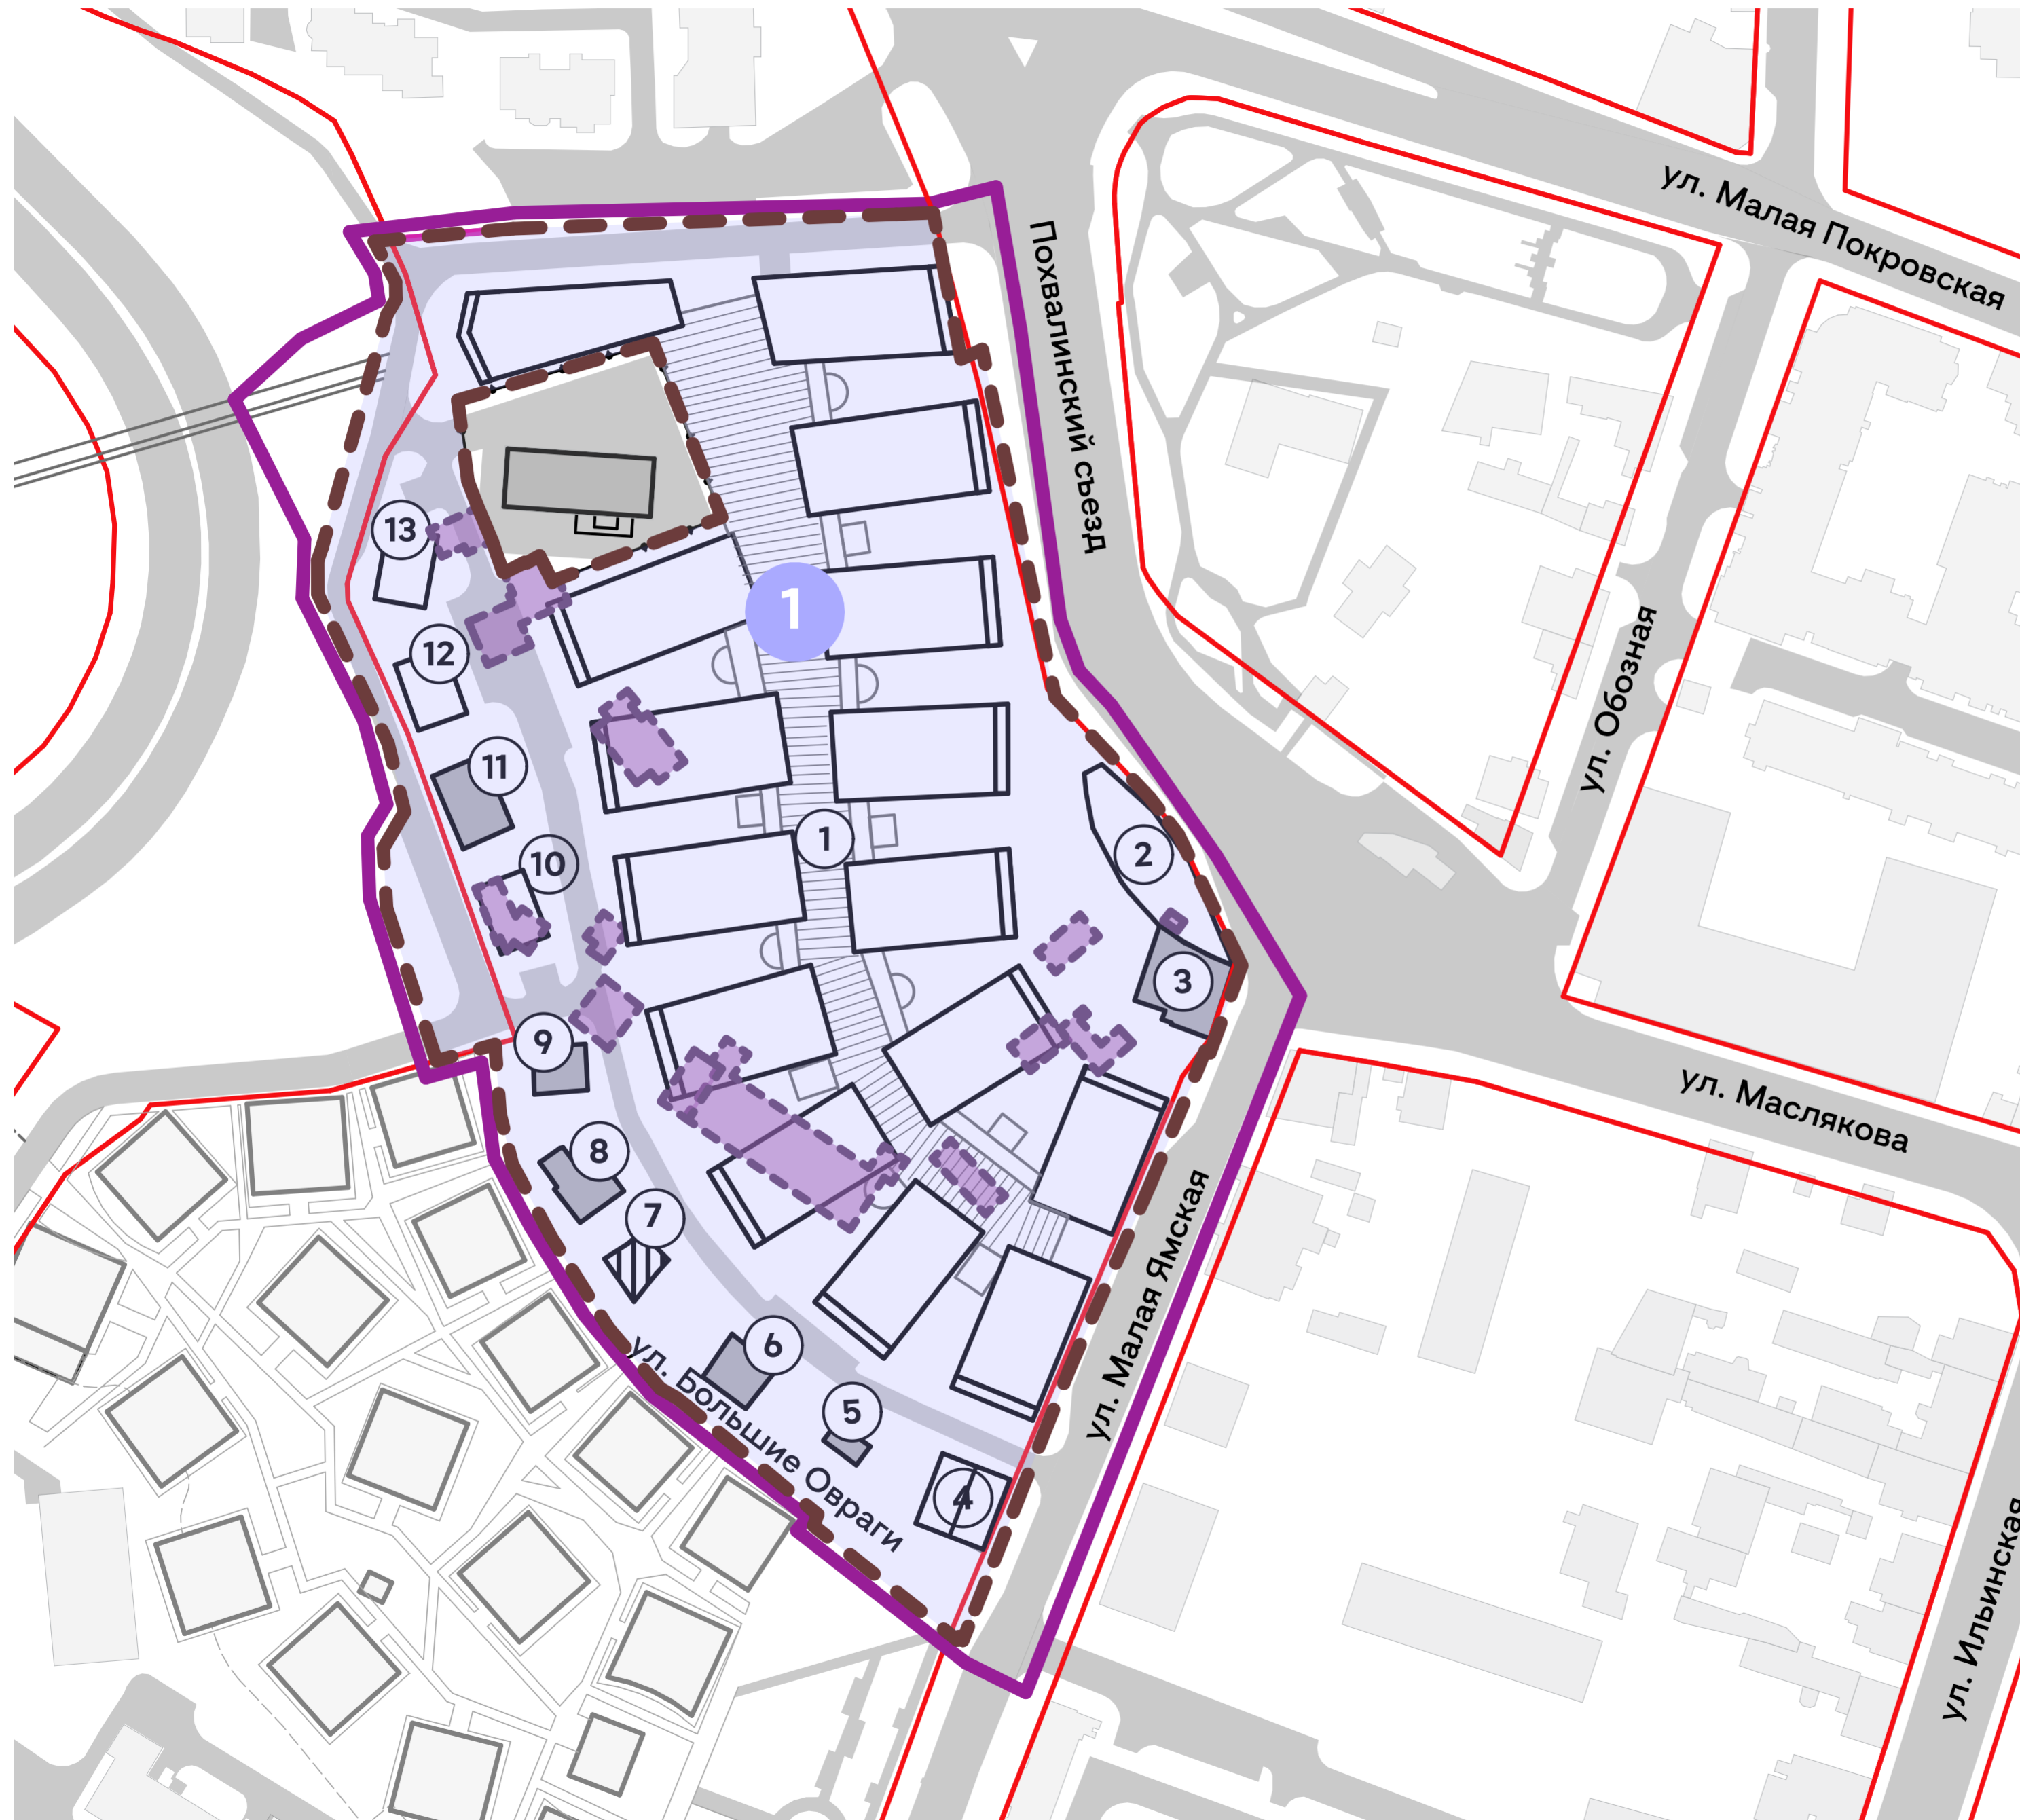 ул. Малая Покровская
Похвалинский съезд
13
1
12
ул. Обозная
11
1
2
10
3
9
ул. Маслякова
8
7
ул. Малая Ямская
6
5
ул. Большие Овраги
4
ул. Ильинская